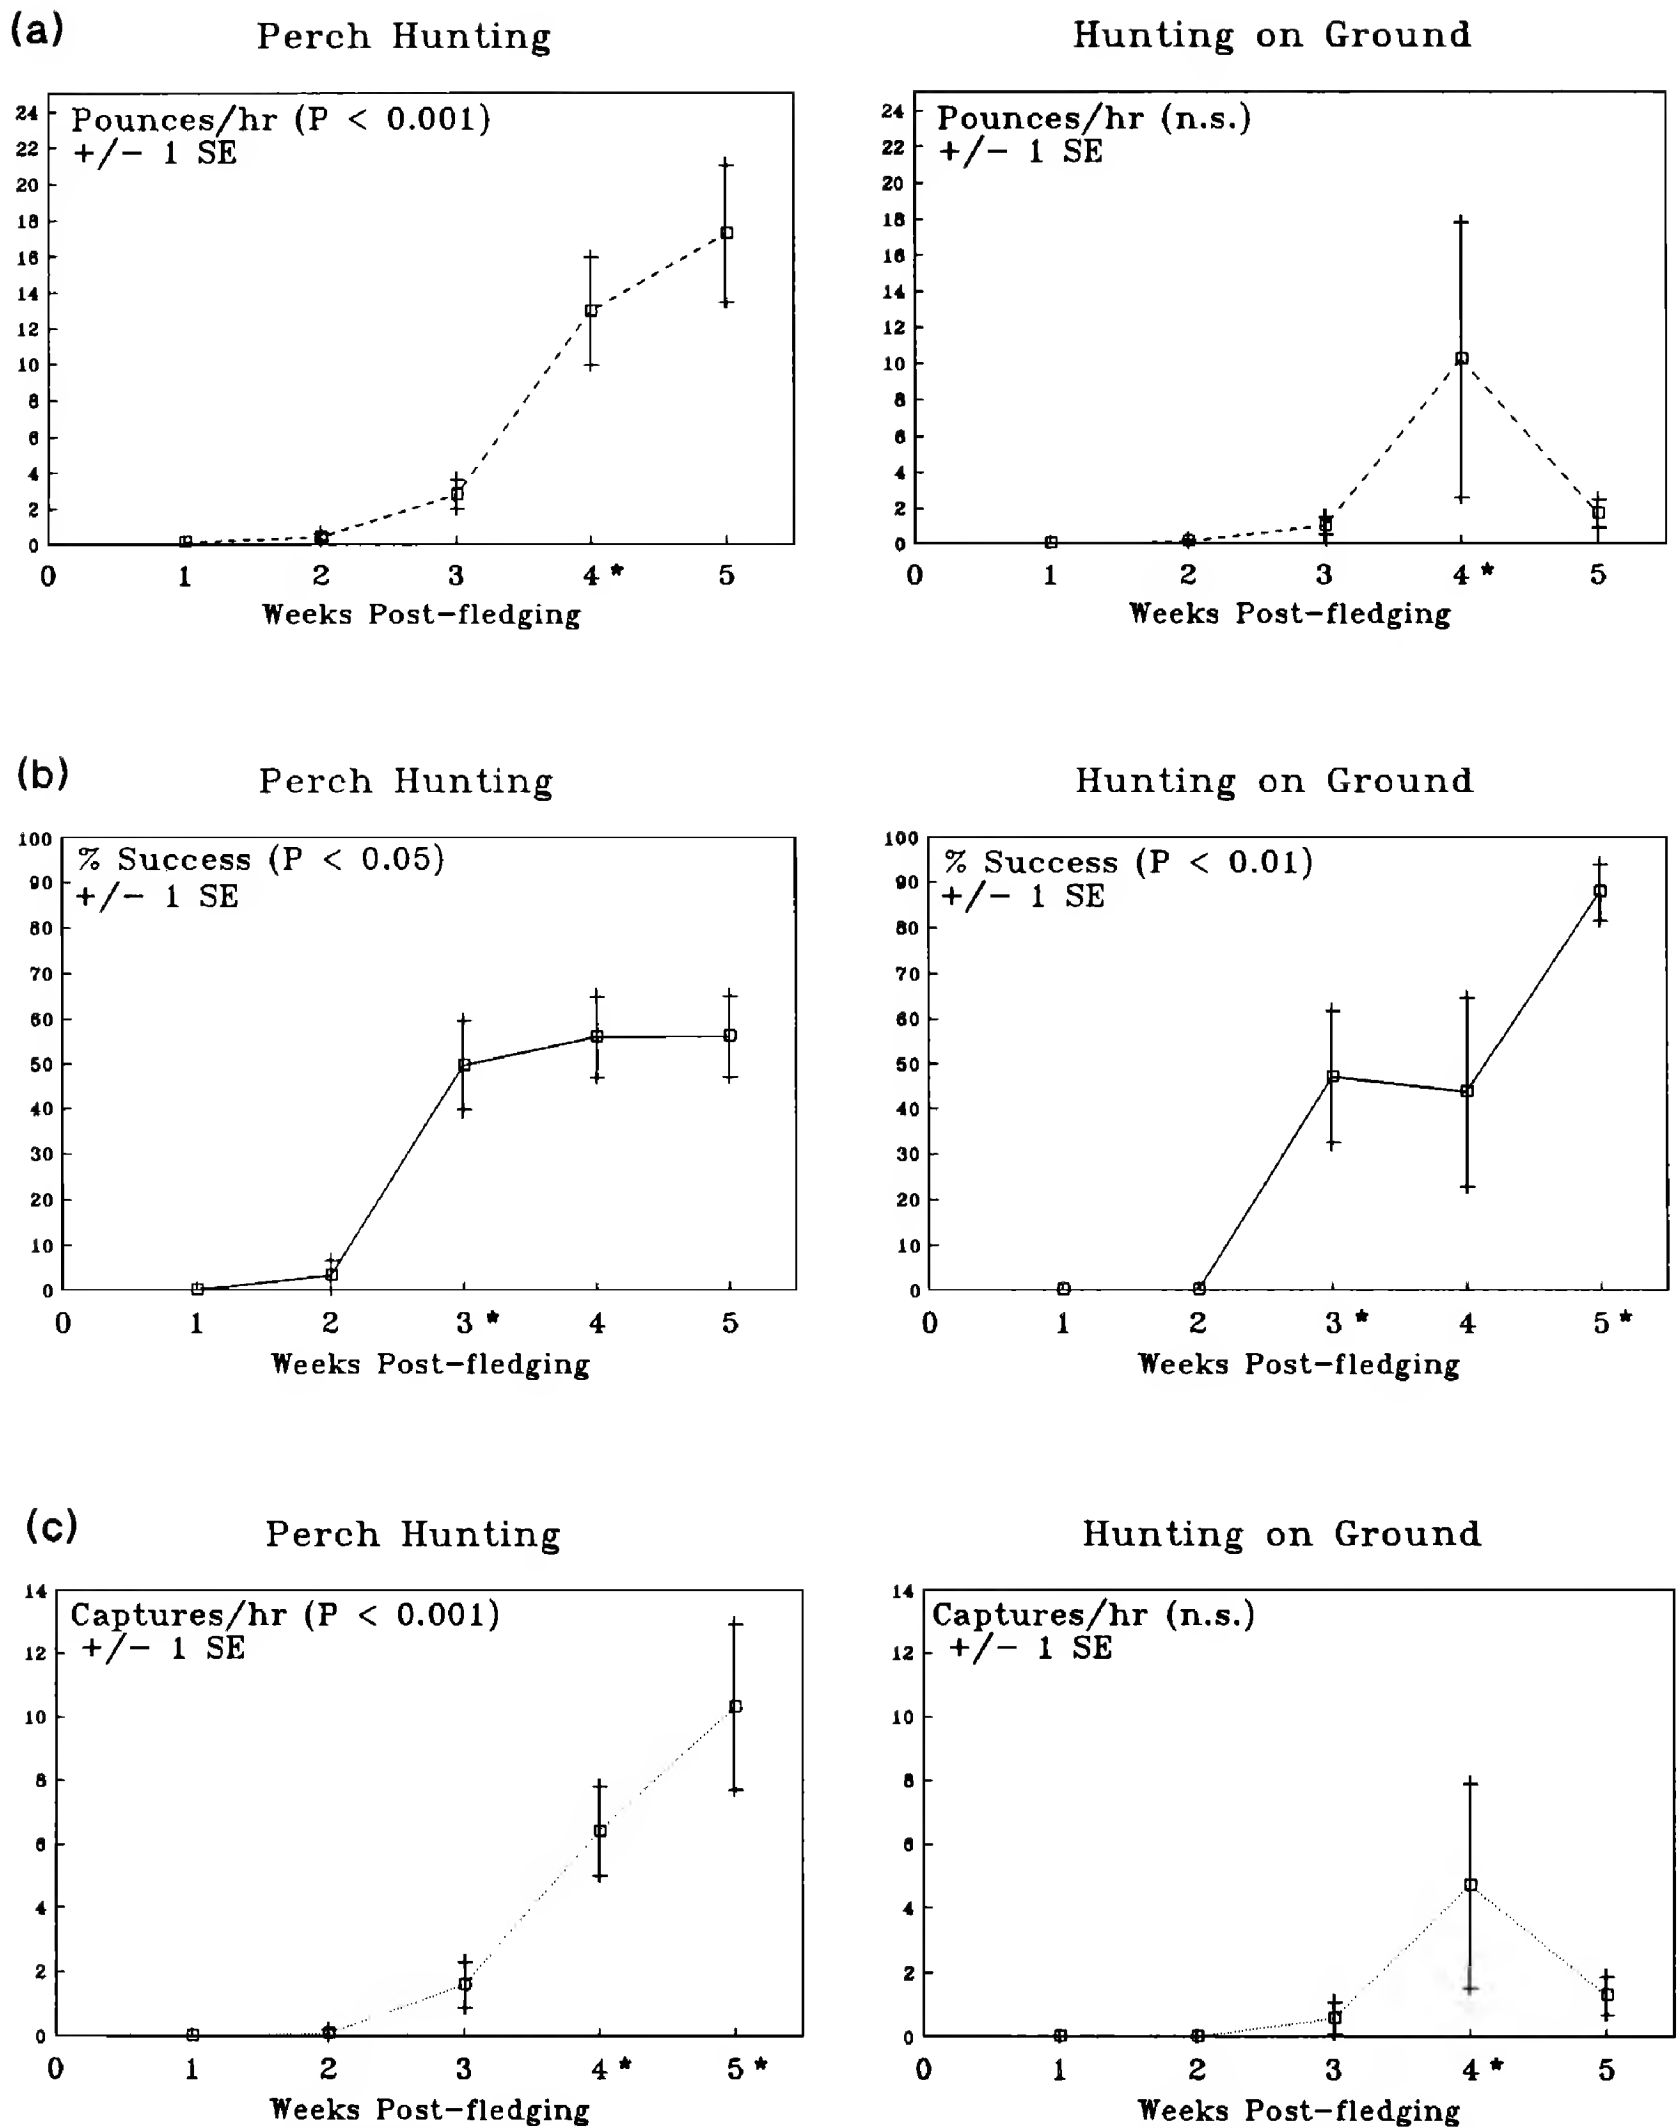 (a)
Perch Hunting
Hunting on Ground
Pounces/hr (P < 0.001)
+/− 1 SE
24
22
20
18
16
14
12
10
8
6
4
2
0
0 1 2 3 4 * 5
Weeks Post−fledging
Pounces/hr (n.s.)
+/− 1 SE
24
22
20
18
16
14
12
10
8
6
4
2
0
0 1 2 3 4 * 5
Weeks Post−fledging
(b)
Perch Hunting
Hunting on Ground
% Success (P < 0.05)
+/− 1 SE
100
90
80
70
60
50
40
30
20
10
0
0 1 2 3 * 4 5
Weeks Post−fledging
% Success (P < 0.01)
+/− 1 SE
100
90
80
70
60
50
40
30
20
10
0
0 1 2 3 * 4 5 *
Weeks Post−fledging
(c)
Perch Hunting
Hunting on Ground
Captures/hr (P < 0.001)
+/− 1 SE
14
12
10
8
6
4
2
0
0 1 2 3 4 * 5 *
Weeks Post−fledging
Captures/hr (n.s.)
+/− 1 SE
14
12
10
8
6
4
2
0
0 1 2 3 4 * 5
Weeks Post−fledging